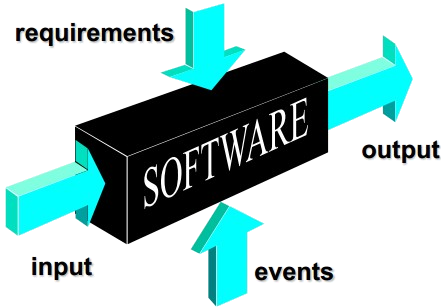 requirements
SOFTWARE
output
input
events